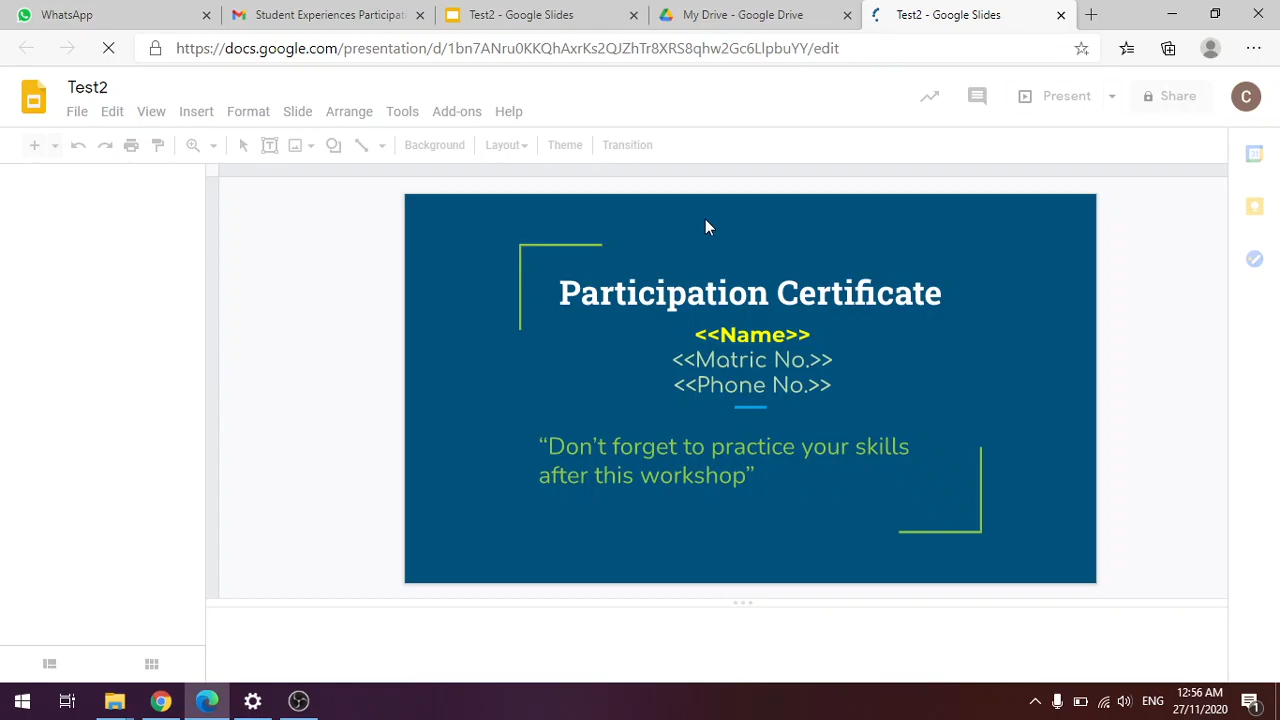 WhatsApp
Student Experiences Participati
Test2 - Google Slides
My Drive - Google Drive
Test2 - Google Slides
https://docs.google.com/presentation/d/1bn7ANru0KKQhAxrKs2QJZhTr8XRS8qhw2Gc6LlpbuYY/edit
Test2
File Edit View Insert Format Slide Arrange Tools Add-ons Help
Present
Share
C
Background
Layout
Theme
Transition
31
Participation Certificate
<<Name>>
<<Matric No.>>
<<Phone No.>>
“Don’t forget to practice your skills
after this workshop”
ENG
12:56 AM
27/11/2020
1